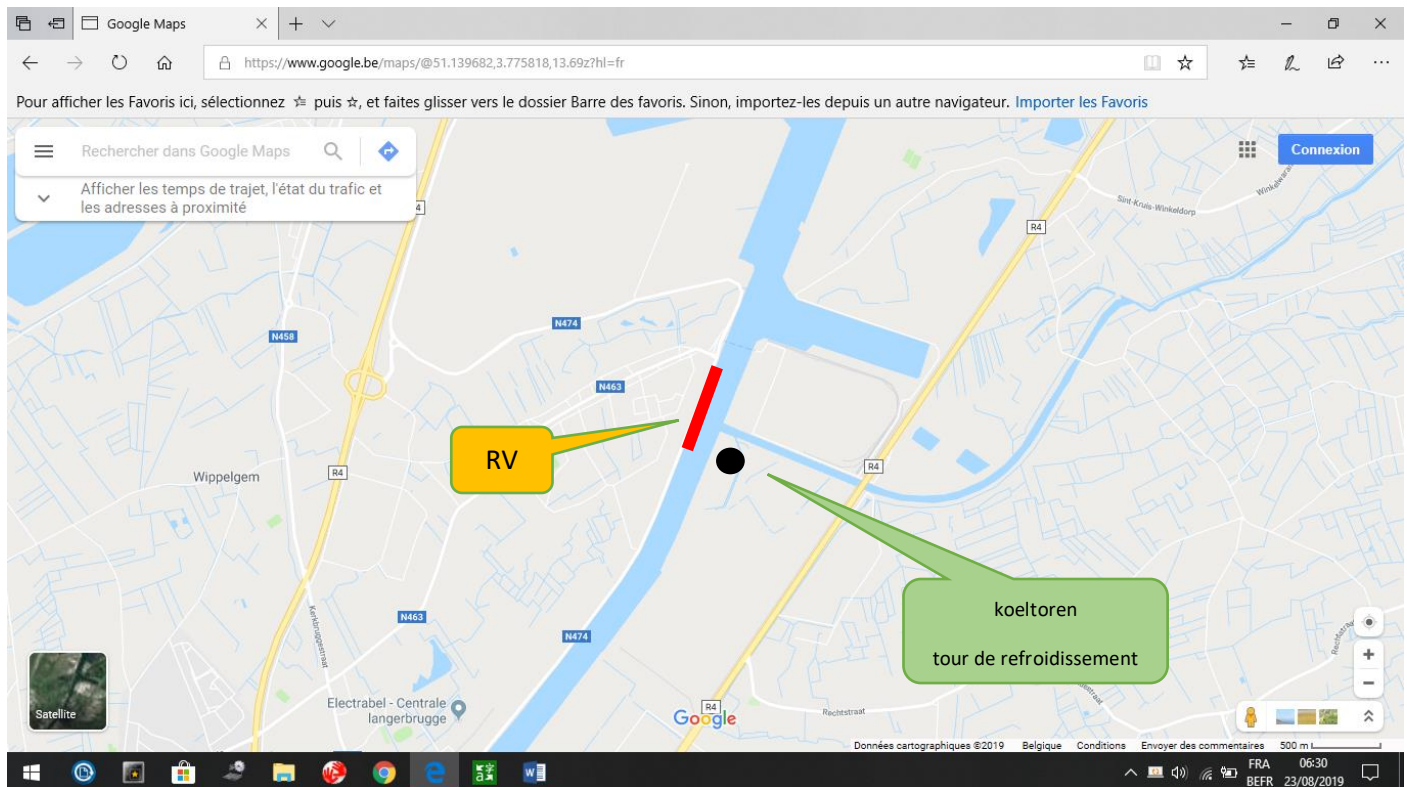 Google Maps
https://www.google.be/maps/@51.139682,3.775818,13.69z?hl=fr
Pour afficher les Favoris ici, sélectionnez puis ☆, et faites glisser vers le dossier Barre des favoris. Sinon, importez-les depuis un autre navigateur. Importer les Favoris
Rechercher dans Google Maps
Connexion
Afficher les temps de trajet, l'état du trafic et
les adresses à proximité
4
Sint-Kruis-Winkeldorp
R4
N474
N458
N463
RV
Wippelgem
R4
R4
koeltoren
tour de refroidissement
Kerkbruggestraat
N463
N474
Electrabel - Centrale
langerbrugge
Satellite
R4
Google
Rechtstraat
Données cartographiques ©2019 Belgique Conditions Envoyer des commentaires 500 m
FRA
BEFR
06:30
23/08/2019